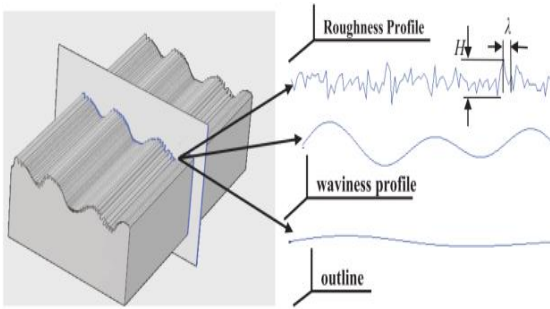 Roughness Profile
H
λ
waviness profile
outline